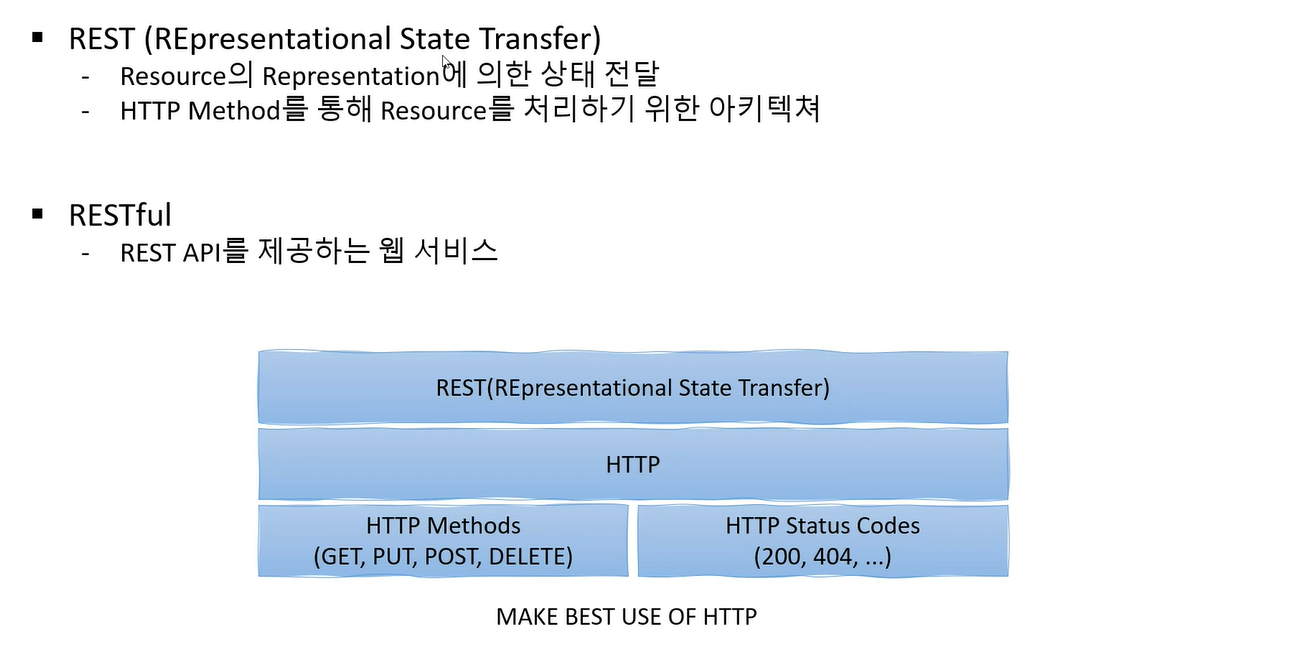 ▪ REST (REpresentational State Transfer)
- Resource의 Representation에 의한 상태 전달
- HTTP Method를 통해 Resource를 처리하기 위한 아키텍쳐
▪ RESTful
- REST API를 제공하는 웹 서비스
REST(REpresentational State Transfer)
HTTP
HTTP Methods
(GET, PUT, POST, DELETE)
HTTP Status Codes
(200, 404, ...)
MAKE BEST USE OF HTTP